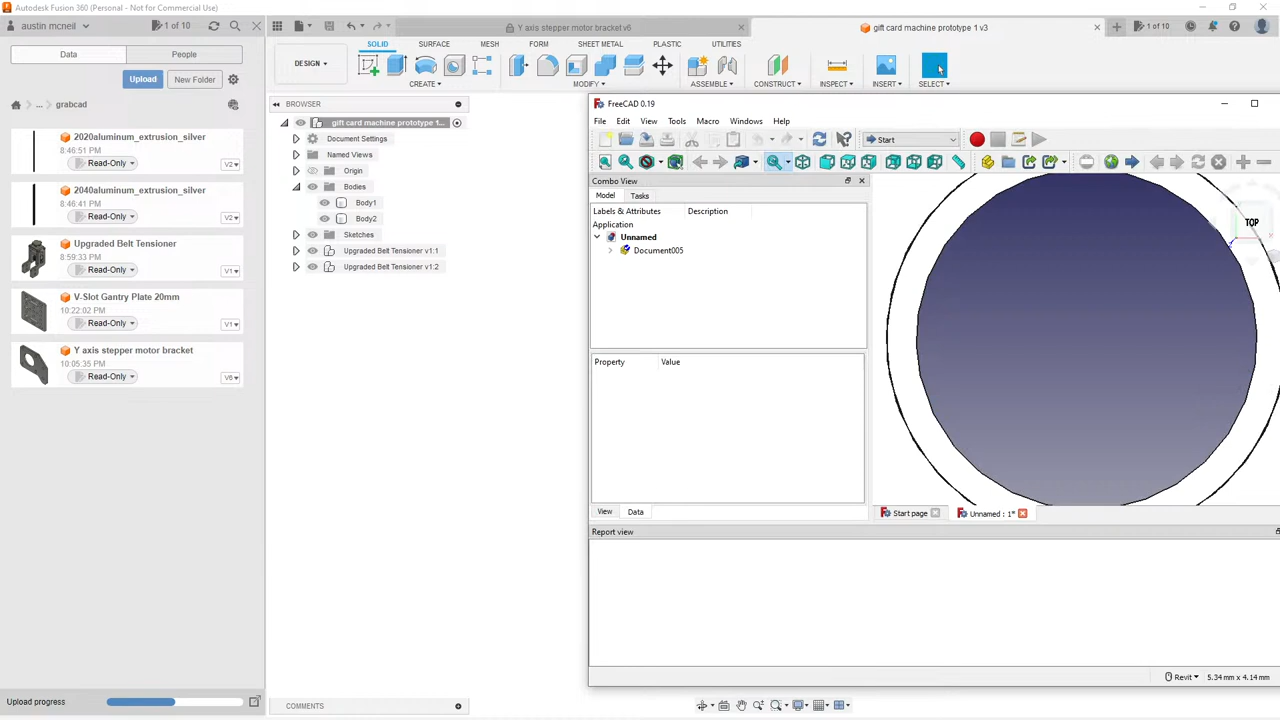 Autodesk Fusion 360 (Personal - Not for Commercial Use)
austin mcneil
1 of 10
Y axis stepper motor bracket v6
gift card machine prototype 1 v3
1 of 10
Data
People
Upload
New Folder
... grabcad
2020aluminum_extrusion_silver
8:46:51 PM
Read-Only
V2
2040aluminum_extrusion_silver
8:46:41 PM
Read-Only
V2
Upgraded Belt Tensioner
8:59:33 PM
Read-Only
V1
V-Slot Gantry Plate 20mm
10:22:02 PM
Read-Only
V1
Y axis stepper motor bracket
10:05:35 PM
Read-Only
V6
Upload progress
DESIGN
SOLID SURFACE MESH FORM SHEET METAL PLASTIC UTILITIES
CREATE MODIFY ASSEMBLE CONSTRUCT INSPECT INSERT SELECT
BROWSER
gift card machine prototype 1...
Document Settings
Named Views
Origin
Bodies
Body1
Body2
Sketches
Upgraded Belt Tensioner v1:1
Upgraded Belt Tensioner v1:2
COMMENTS
FreeCAD 0.19
File Edit View Tools Macro Windows Help
Start
Combo View
Model Tasks
Labels & Attributes Description
Application
Unnamed
Document005
Property Value
View Data
TOP
Start page
Unnamed : 1*
Report view
Revit 5.34 mm x 4.14 mm